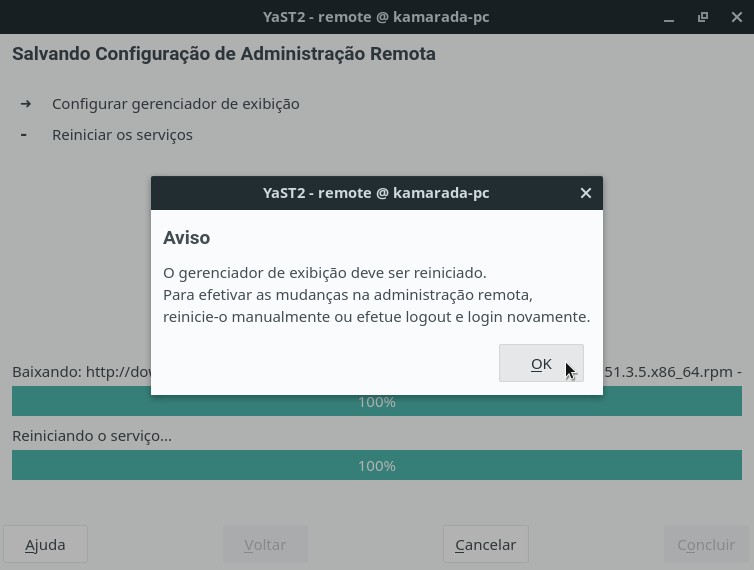 YaST2 - remote @ kamarada-pc
Salvando Configuração de Administração Remota
Configurar gerenciador de exibição
Reiniciar os serviços
YaST2 - remote @ kamarada-pc
Aviso
O gerenciador de exibição deve ser reiniciado.
Para efetivar as mudanças na administração remota,
reinicie-o manualmente ou efetue logout e login novamente.
OK
Baixando: http://dow 51.3.5.x86_64.rpm -
100%
Reiniciando o serviço...
100%
Ajuda
Voltar
Cancelar
Concluir